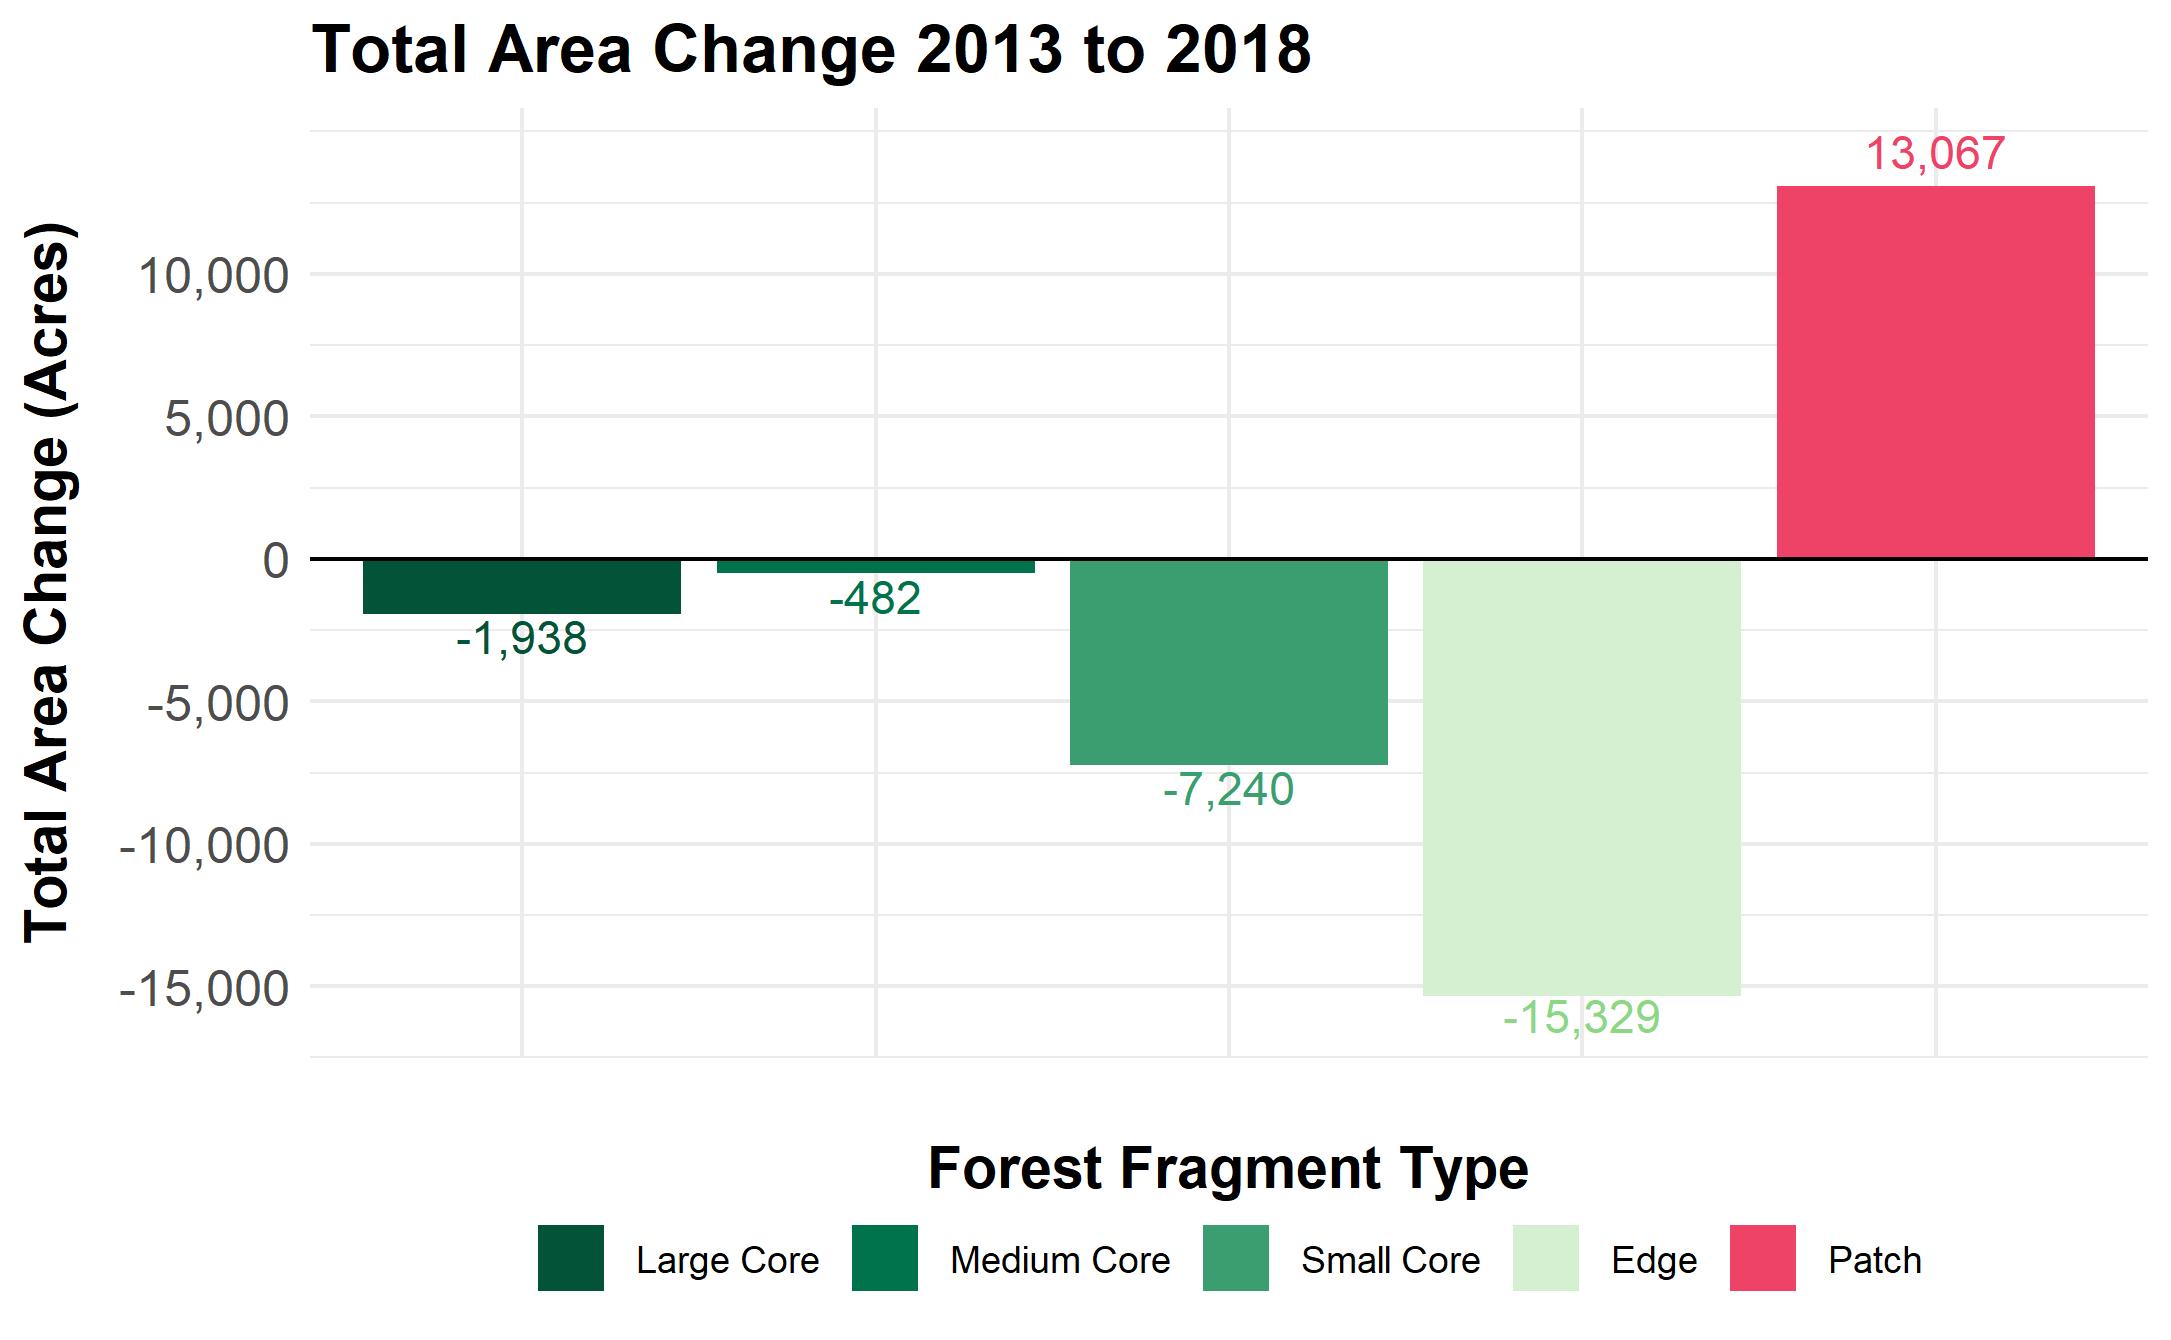 Total Area Change 2013 to 2018
Total Area Change (Acres)
10,000
5,000
0
-5,000
-10,000
-15,000
-1,938
-482
-7,240
-15,329
13,067
Forest Fragment Type
Large Core
Medium Core
Small Core
Edge
Patch